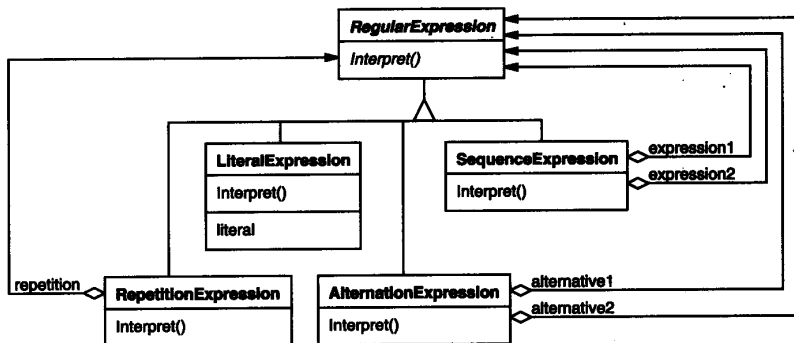 RegularExpression
Interpret()
LiteralExpression
Interpret()
literal
SequenceExpression
Interpret()
expression1
expression2
repetition
RepetitionExpression
Interpret()
AlternationExpression
Interpret()
alternative1
alternative2